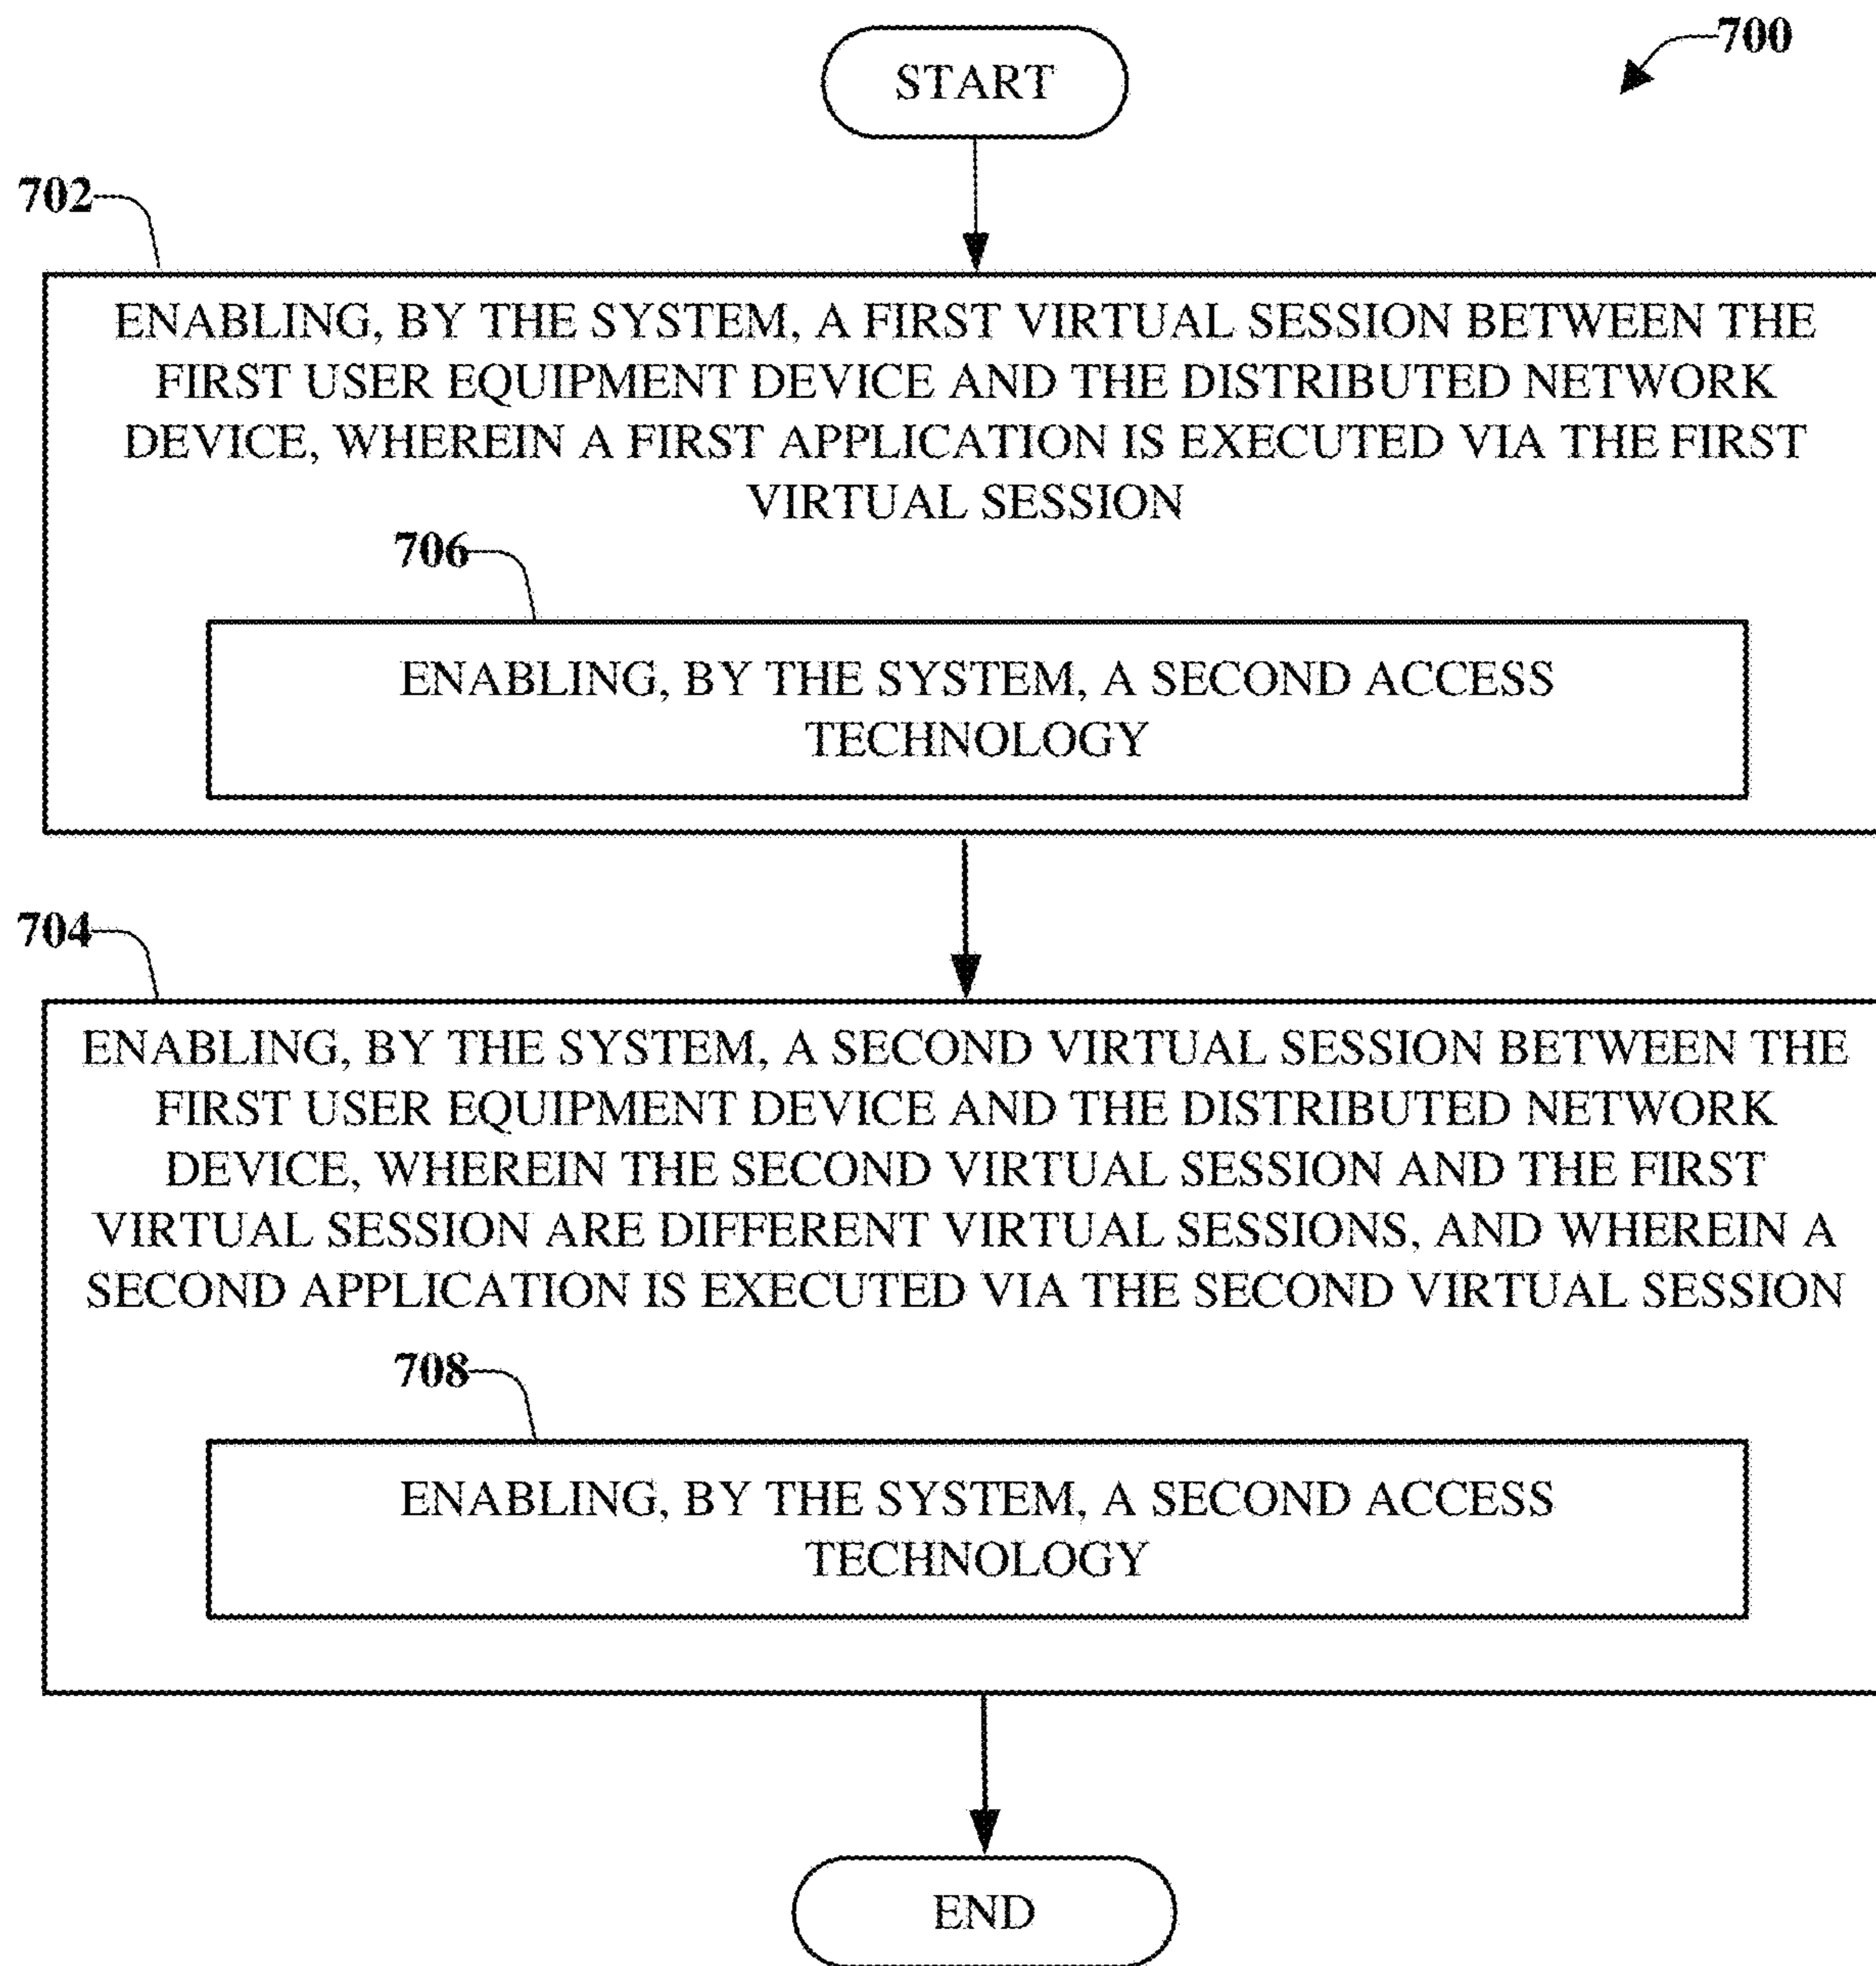 START
700
702
ENABLING, BY THE SYSTEM, A FIRST VIRTUAL SESSION BETWEEN THE
FIRST USER EQUIPMENT DEVICE AND THE DISTRIBUTED NETWORK
DEVICE, WHEREIN A FIRST APPLICATION IS EXECUTED VIA THE FIRST
VIRTUAL SESSION
706
ENABLING, BY THE SYSTEM, A SECOND ACCESS
TECHNOLOGY
704
ENABLING, BY THE SYSTEM, A SECOND VIRTUAL SESSION BETWEEN THE
FIRST USER EQUIPMENT DEVICE AND THE DISTRIBUTED NETWORK
DEVICE, WHEREIN THE SECOND VIRTUAL SESSION AND THE FIRST
VIRTUAL SESSION ARE DIFFERENT VIRTUAL SESSIONS, AND WHEREIN A
SECOND APPLICATION IS EXECUTED VIA THE SECOND VIRTUAL SESSION
708
ENABLING, BY THE SYSTEM, A SECOND ACCESS
TECHNOLOGY
END